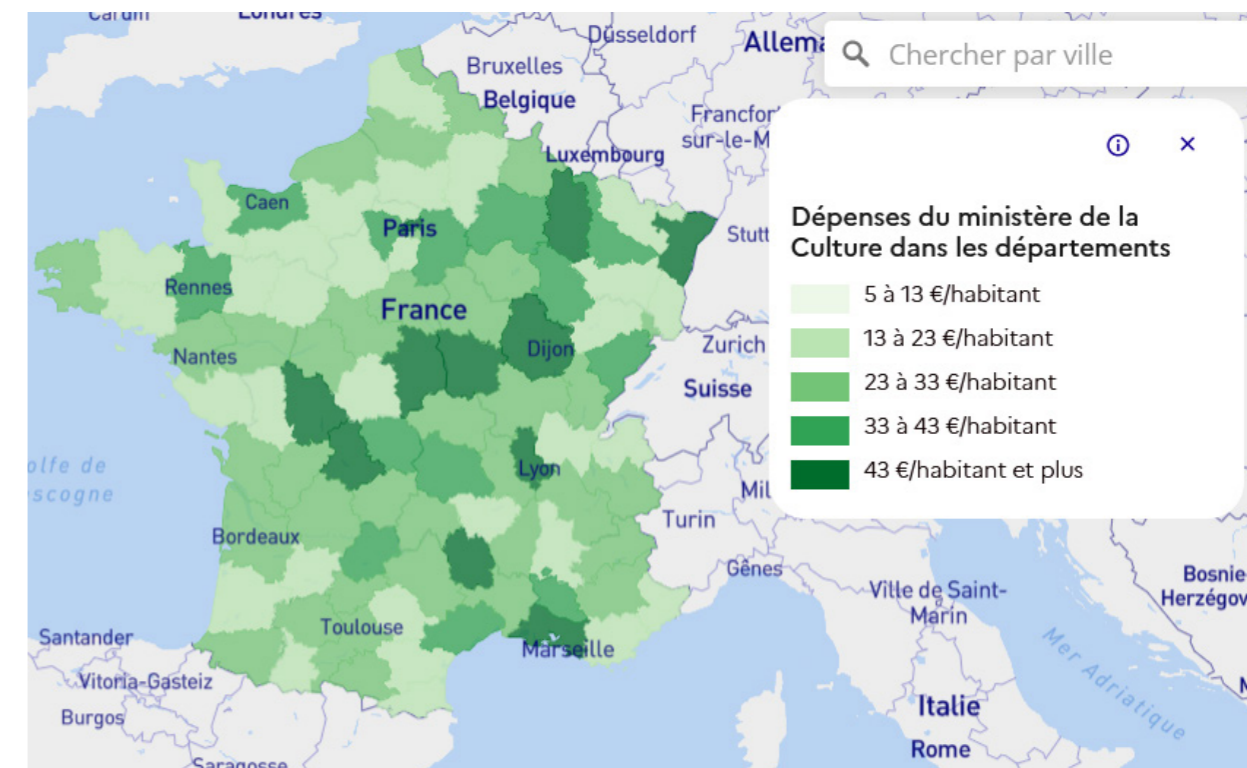 Londres
Düsseldorf
Allema
Chercher par ville
Bruxelles
Belgique
Francfor
sur-le-M
Luxembourg
Caen
Paris
Stutt
Dépenses du ministère de la
Culture dans les départements
Rennes
5 à 13 €/habitant
France
13 à 23 €/habitant
Nantes
Dijon
Zurich
23 à 33 €/habitant
Suisse
33 à 43 €/habitant
olfe de
scogne
Lyon
43 €/habitant et plus
Mil
Turin
Bordeaux
Gênes
Bosnie-
Herzégov
Ville de Saint-
Marin
Toulouse
Santander
Marseille
Mer Adriatique
Vitoria-Gasteiz
Burgos
Italie
Rome
Saragosse